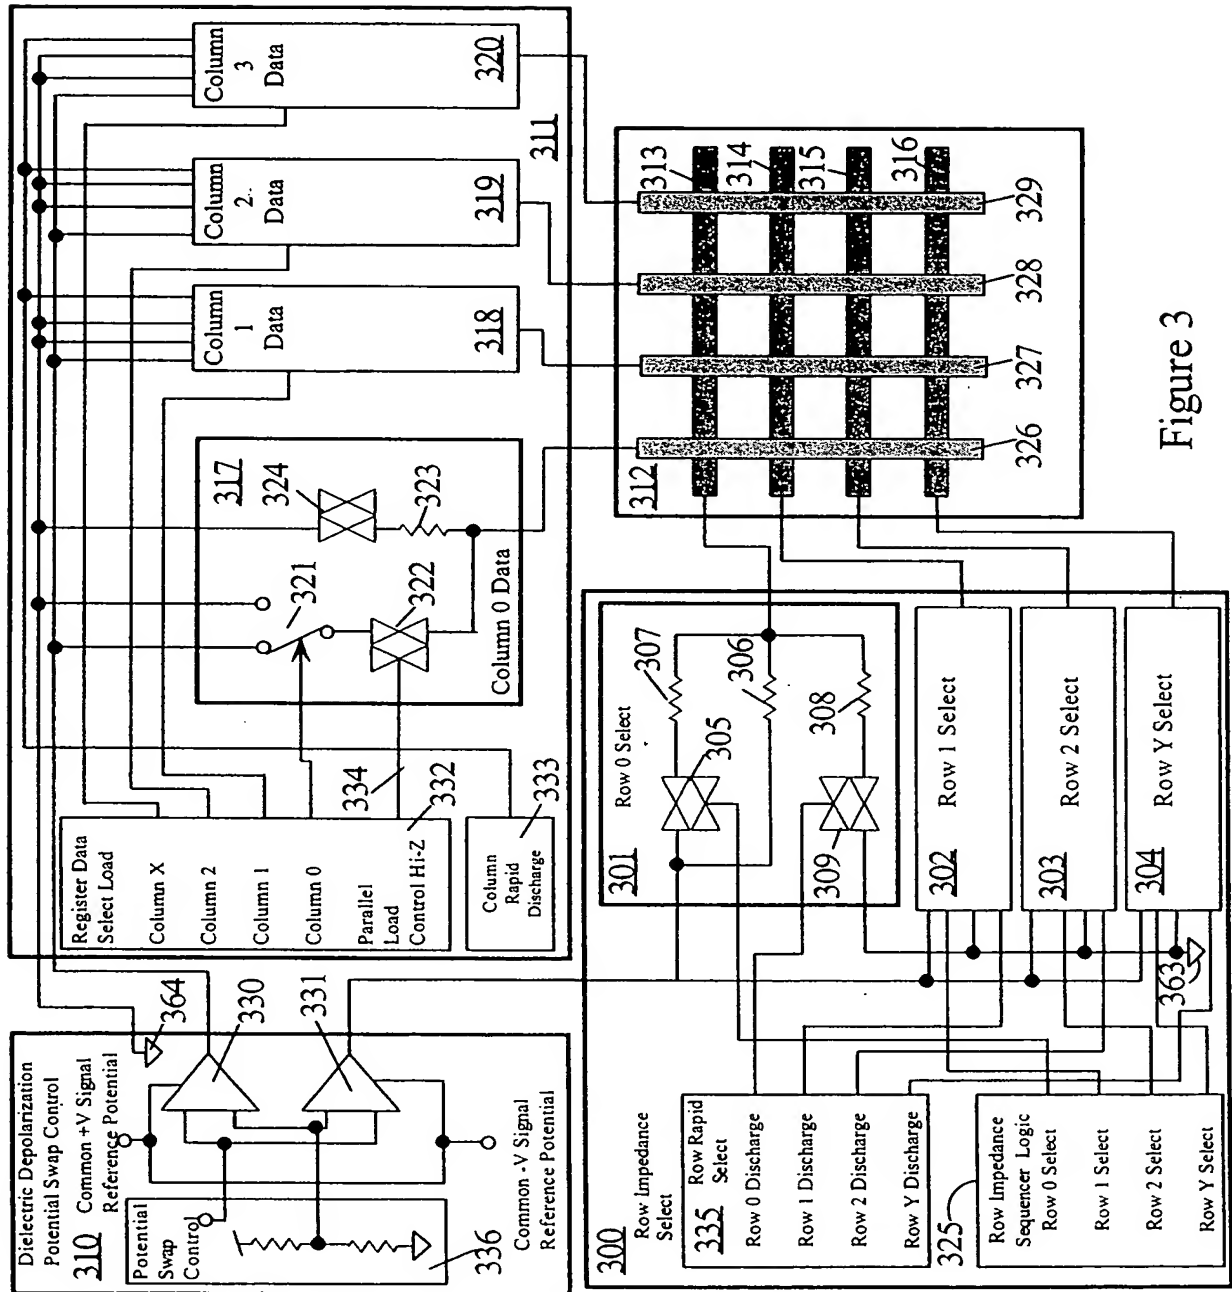 Dielectric Depolarization
Potential Swap Control
310
Common +V Signal
Reference Potential
Potential
Swap
Control
336
Common -V Signal
Reference Potential
364
330
331
Register Data
Select Load
Column X
Column 2
Column 1
Column 0
Parallel
Load
Control Hi-Z
332
334
Column
Rapid
Discharge
333
317
324
323
321
322
Column 0 Data
Column
1
Data
318
Column
2..
Data
319
Column
3
Data
320
311
312
313
314
315
316
326
327
328
329
300
Row Impedance
Select
335
Row Rapid
Select
Row 0 Discharge
Row 1 Discharge
Row 2 Discharge
Row Y Discharge
325
Row Impedance
Sequencer Logic
Row 0 Select
Row 1 Select
Row 2 Select
Row Y Select
301
Row 0 Select
307
305
306
308
309
302
Row 1 Select
303
Row 2 Select
304
Row Y Select
363
Figure 3